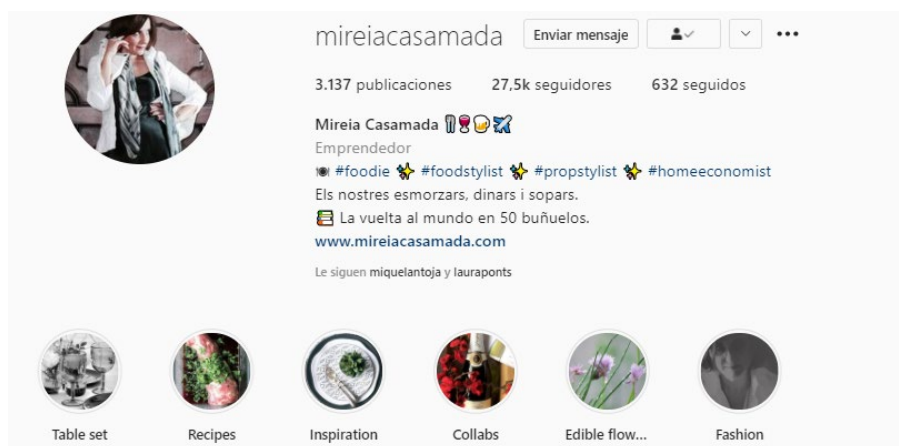 mireiacasamada Enviar mensaje
3.137 publicaciones 27,5k seguidores 632 seguidos
Mireia Casamada 🍴🍷🍺✈️
Emprendedor
🍽 #foodie ✨ #foodstylist ✨ #propstylist ✨ #homeeconomist
Els nostres esmorzars, dinars i sopars.
📚 La vuelta al mundo en 50 buñuelos.
www.mireiacasamada.com
Le siguen miquelantoja y lauraponts
Table set Recipes Inspiration Collabs Edible flow... Fashion